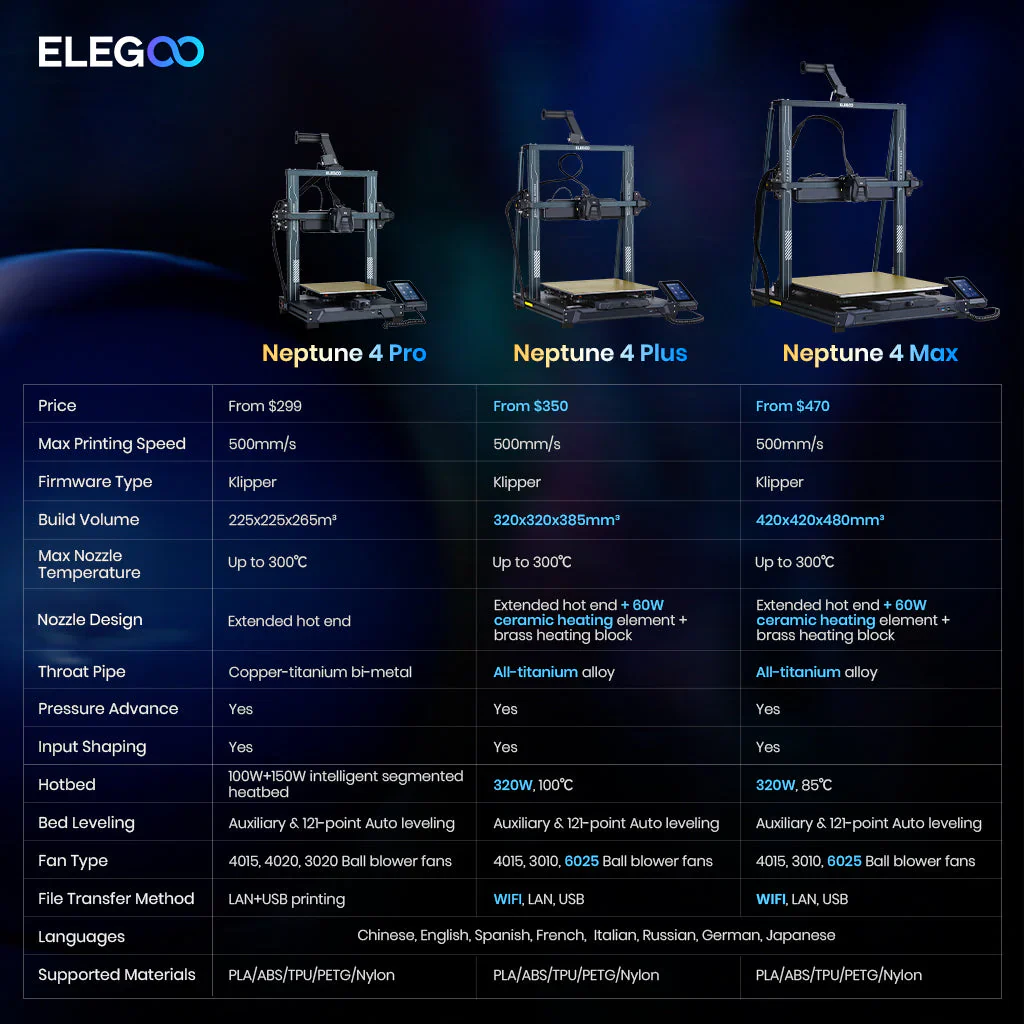 ELEGOO
ELEGOO
ELEGOO
ELEGOO
Neptune 4 Pro
Neptune 4 Plus
Neptune 4 Max
Price
From $299
From $350
From $470
Max Printing Speed
500mm/s
500mm/s
500mm/s
Firmware Type
Klipper
Klipper
Klipper
Build Volume
225x225x265m³
320x320x385mm³
420x420x480mm³
Max Nozzle
Temperature
Up to 300℃
Up to 300℃
Up to 300℃
Nozzle Design
Extended hot end
Extended hot end + 60W
ceramic heating element +
brass heating block
Extended hot end + 60W
ceramic heating element +
brass heating block
Throat Pipe
Copper-titanium bi-metal
All-titanium alloy
All-titanium alloy
Pressure Advance
Yes
Yes
Yes
Input Shaping
Yes
Yes
Yes
Hotbed
100W+150W intelligent segmented
heatbed
320W, 100℃
320W, 85℃
Bed Leveling
Auxiliary & 121-point Auto leveling
Auxiliary & 121-point Auto leveling
Auxiliary & 121-point Auto leveling
Fan Type
4015, 4020, 3020 Ball blower fans
4015, 3010, 6025 Ball blower fans
4015, 3010, 6025 Ball blower fans
File Transfer Method
LAN+USB printing
WIFI, LAN, USB
WIFI, LAN, USB
Languages
Chinese, English, Spanish, French, Italian, Russian, German, Japanese
Supported Materials
PLA/ABS/TPU/PETG/Nylon
PLA/ABS/TPU/PETG/Nylon
PLA/ABS/TPU/PETG/Nylon